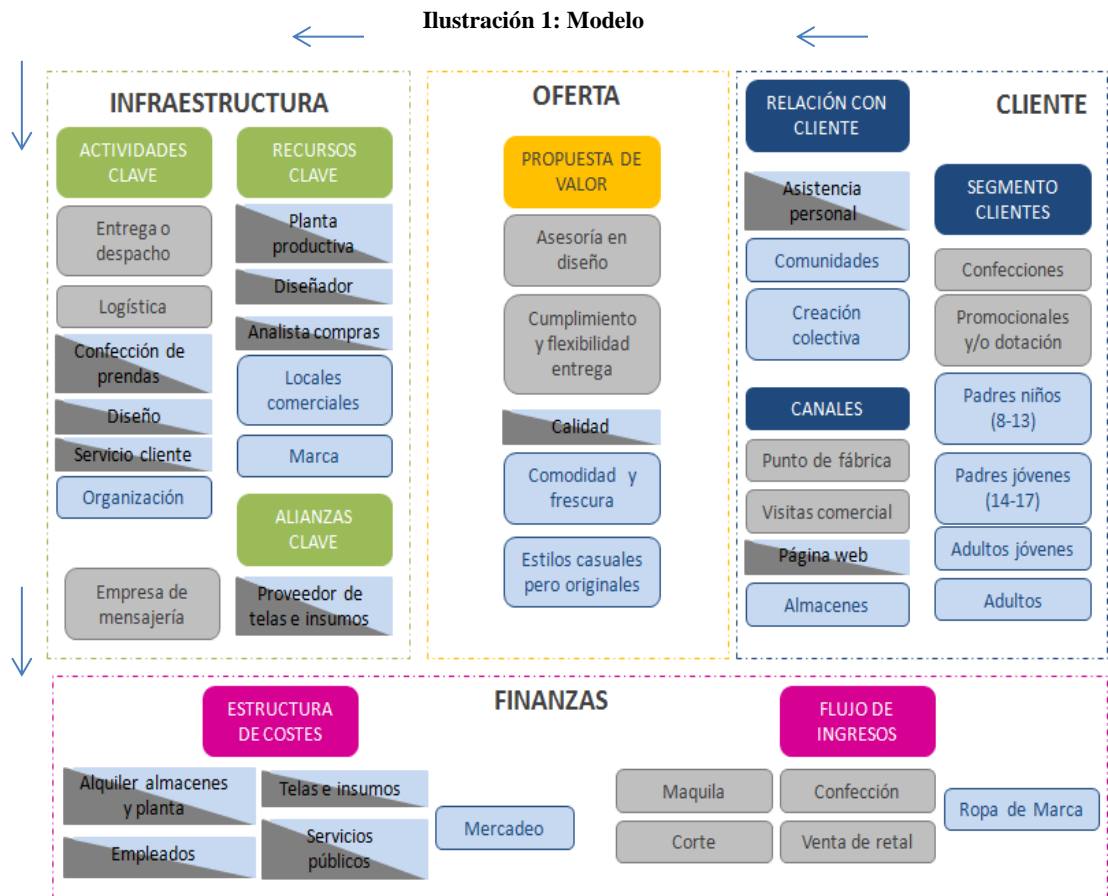 Ilustración 1: Modelo
INFRAESTRUCTURA
ACTIVIDADES
CLAVE
Entrega o
despacho
Logística
Confección de
prendas
Diseño
Servicio cliente
Organización
RECURSOS
CLAVE
Planta
productiva
Diseñador
Analista compras
Locales
comerciales
Marca
ALIANZAS
CLAVE
Empresa de
mensajería
Proveedor de
telas e insumos
OFERTA
PROPUESTA DE
VALOR
Asesoría en
diseño
Cumplimiento
y flexibilidad
entrega
Calidad
Comodidad y
frescura
Estilos casuales
pero originales
CLIENTE
RELACIÓN CON
CLIENTE
Asistencia
personal
Comunidades
Creación
colectiva
CANALES
Punto de fábrica
Visitas comercial
Página web
Almacenes
SEGMENTO
CLIENTES
Confecciones
Promocionales
y/o dotación
Padres niños
(8-13)
Padres jóvenes
(14-17)
Adultos jóvenes
Adultos
FINANZAS
ESTRUCTURA
DE COSTES
Alquiler almacenes
y planta
Empleados
Telas e insumos
Servicios
públicos
Mercadeo
FLUJO DE
INGRESOS
Maquila
Confección
Corte
Venta de retal
Ropa de Marca